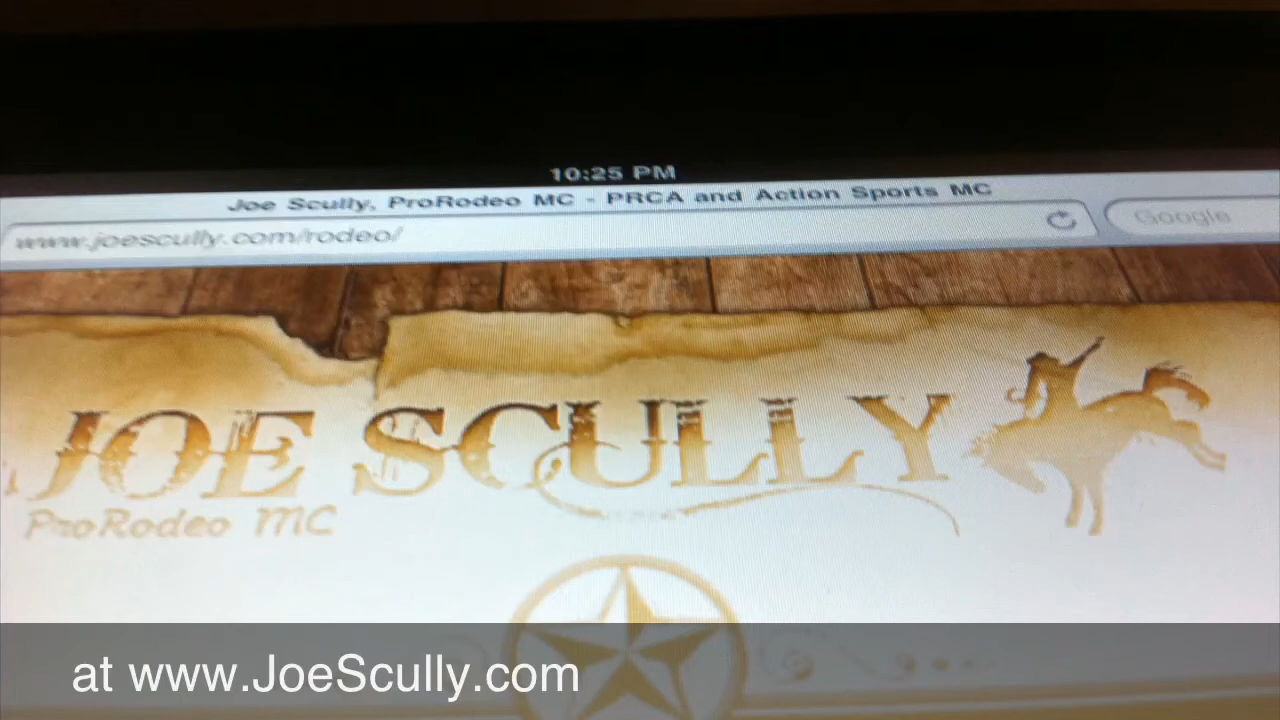 10:25 PM
Joe Scully, ProRodeo MC - PRCA and Action Sports MC
www.joescully.com/rodeo/
Google
JOE SCULLY
ProRodeo MC
at www.JoeScully.com